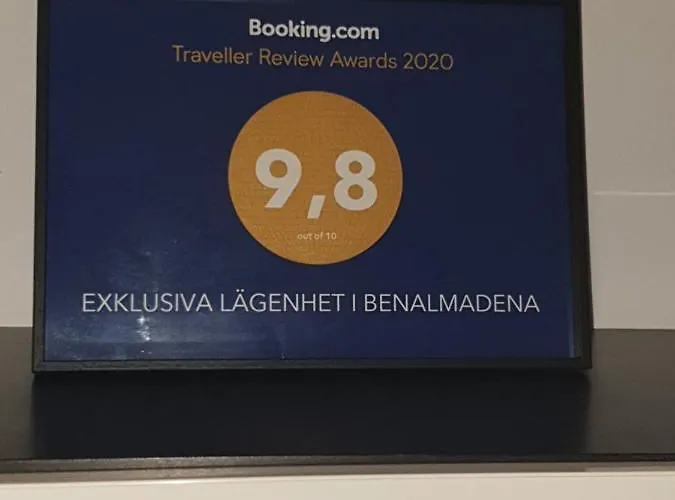 Booking.com
Traveller Review Awards 2020
9,8
out of 10
EXKLUSIVA LÄGENHET I BENALMADENA